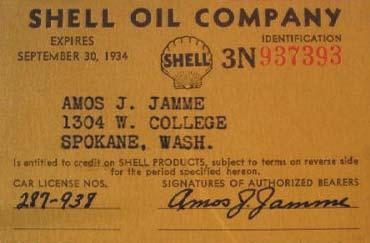 SHELL OIL COMPANY
EXPIRES
SEPTEMBER 30, 1934
SHELL
IDENTIFICATION
3N937393
AMOS J. JAMME
1304 W. COLLEGE
SPOKANE, WASH.
Is entitled to credit on SHELL PRODUCTS, subject to terms on reverse side
for the period specified hereon.
CAR LICENSE NOS.
SIGNATURES OF AUTHORIZED BEARERS
287-938
Amos J. Jamme